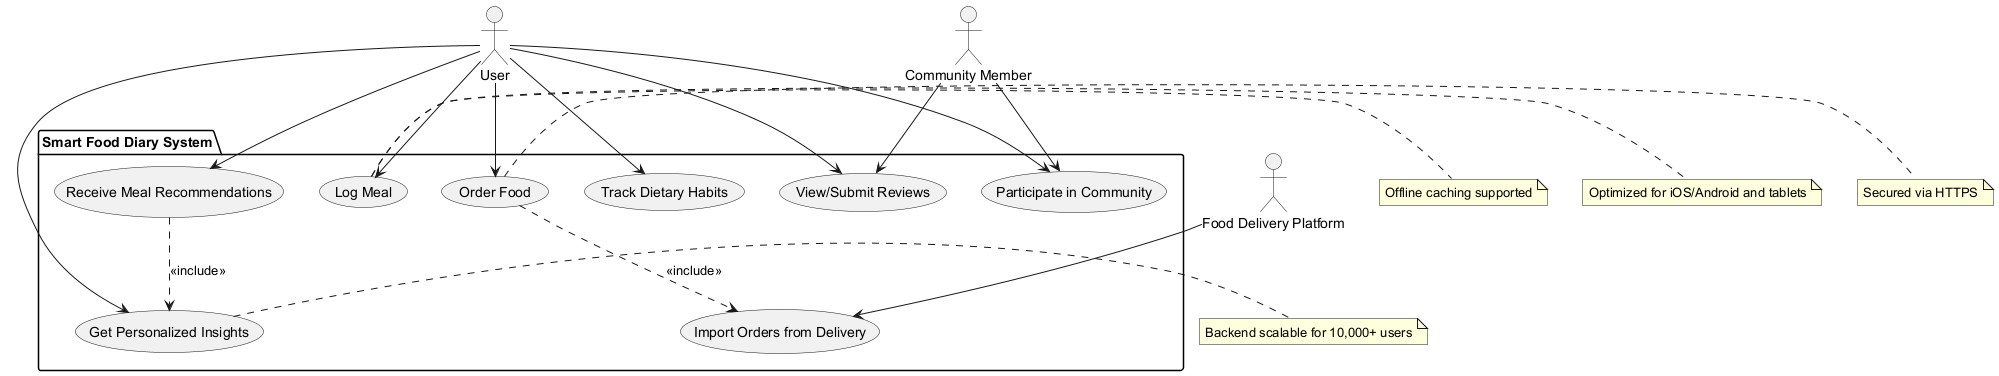 User
Community Member
Smart Food Diary System
Receive Meal Recommendations
Log Meal
Order Food
Track Dietary Habits
View/Submit Reviews
Participate in Community
Food Delivery Platform
Offline caching supported
Optimized for iOS/Android and tablets
Secured via HTTPS
«include»
«include»
Get Personalized Insights
Import Orders from Delivery
Backend scalable for 10,000+ users